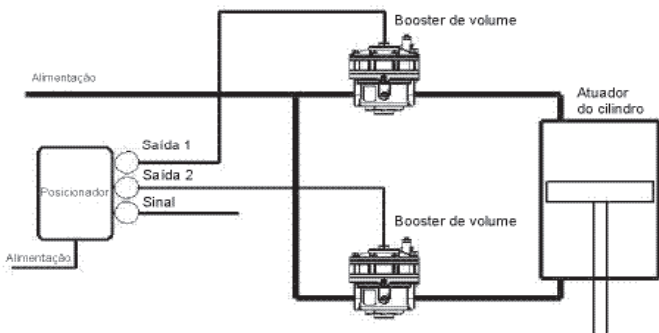 Booster de volume
Alimentação
Atuador
do cilindro
Saída 1
Posicionador
Saída 2
Sinal
Booster de volume
Alimentação